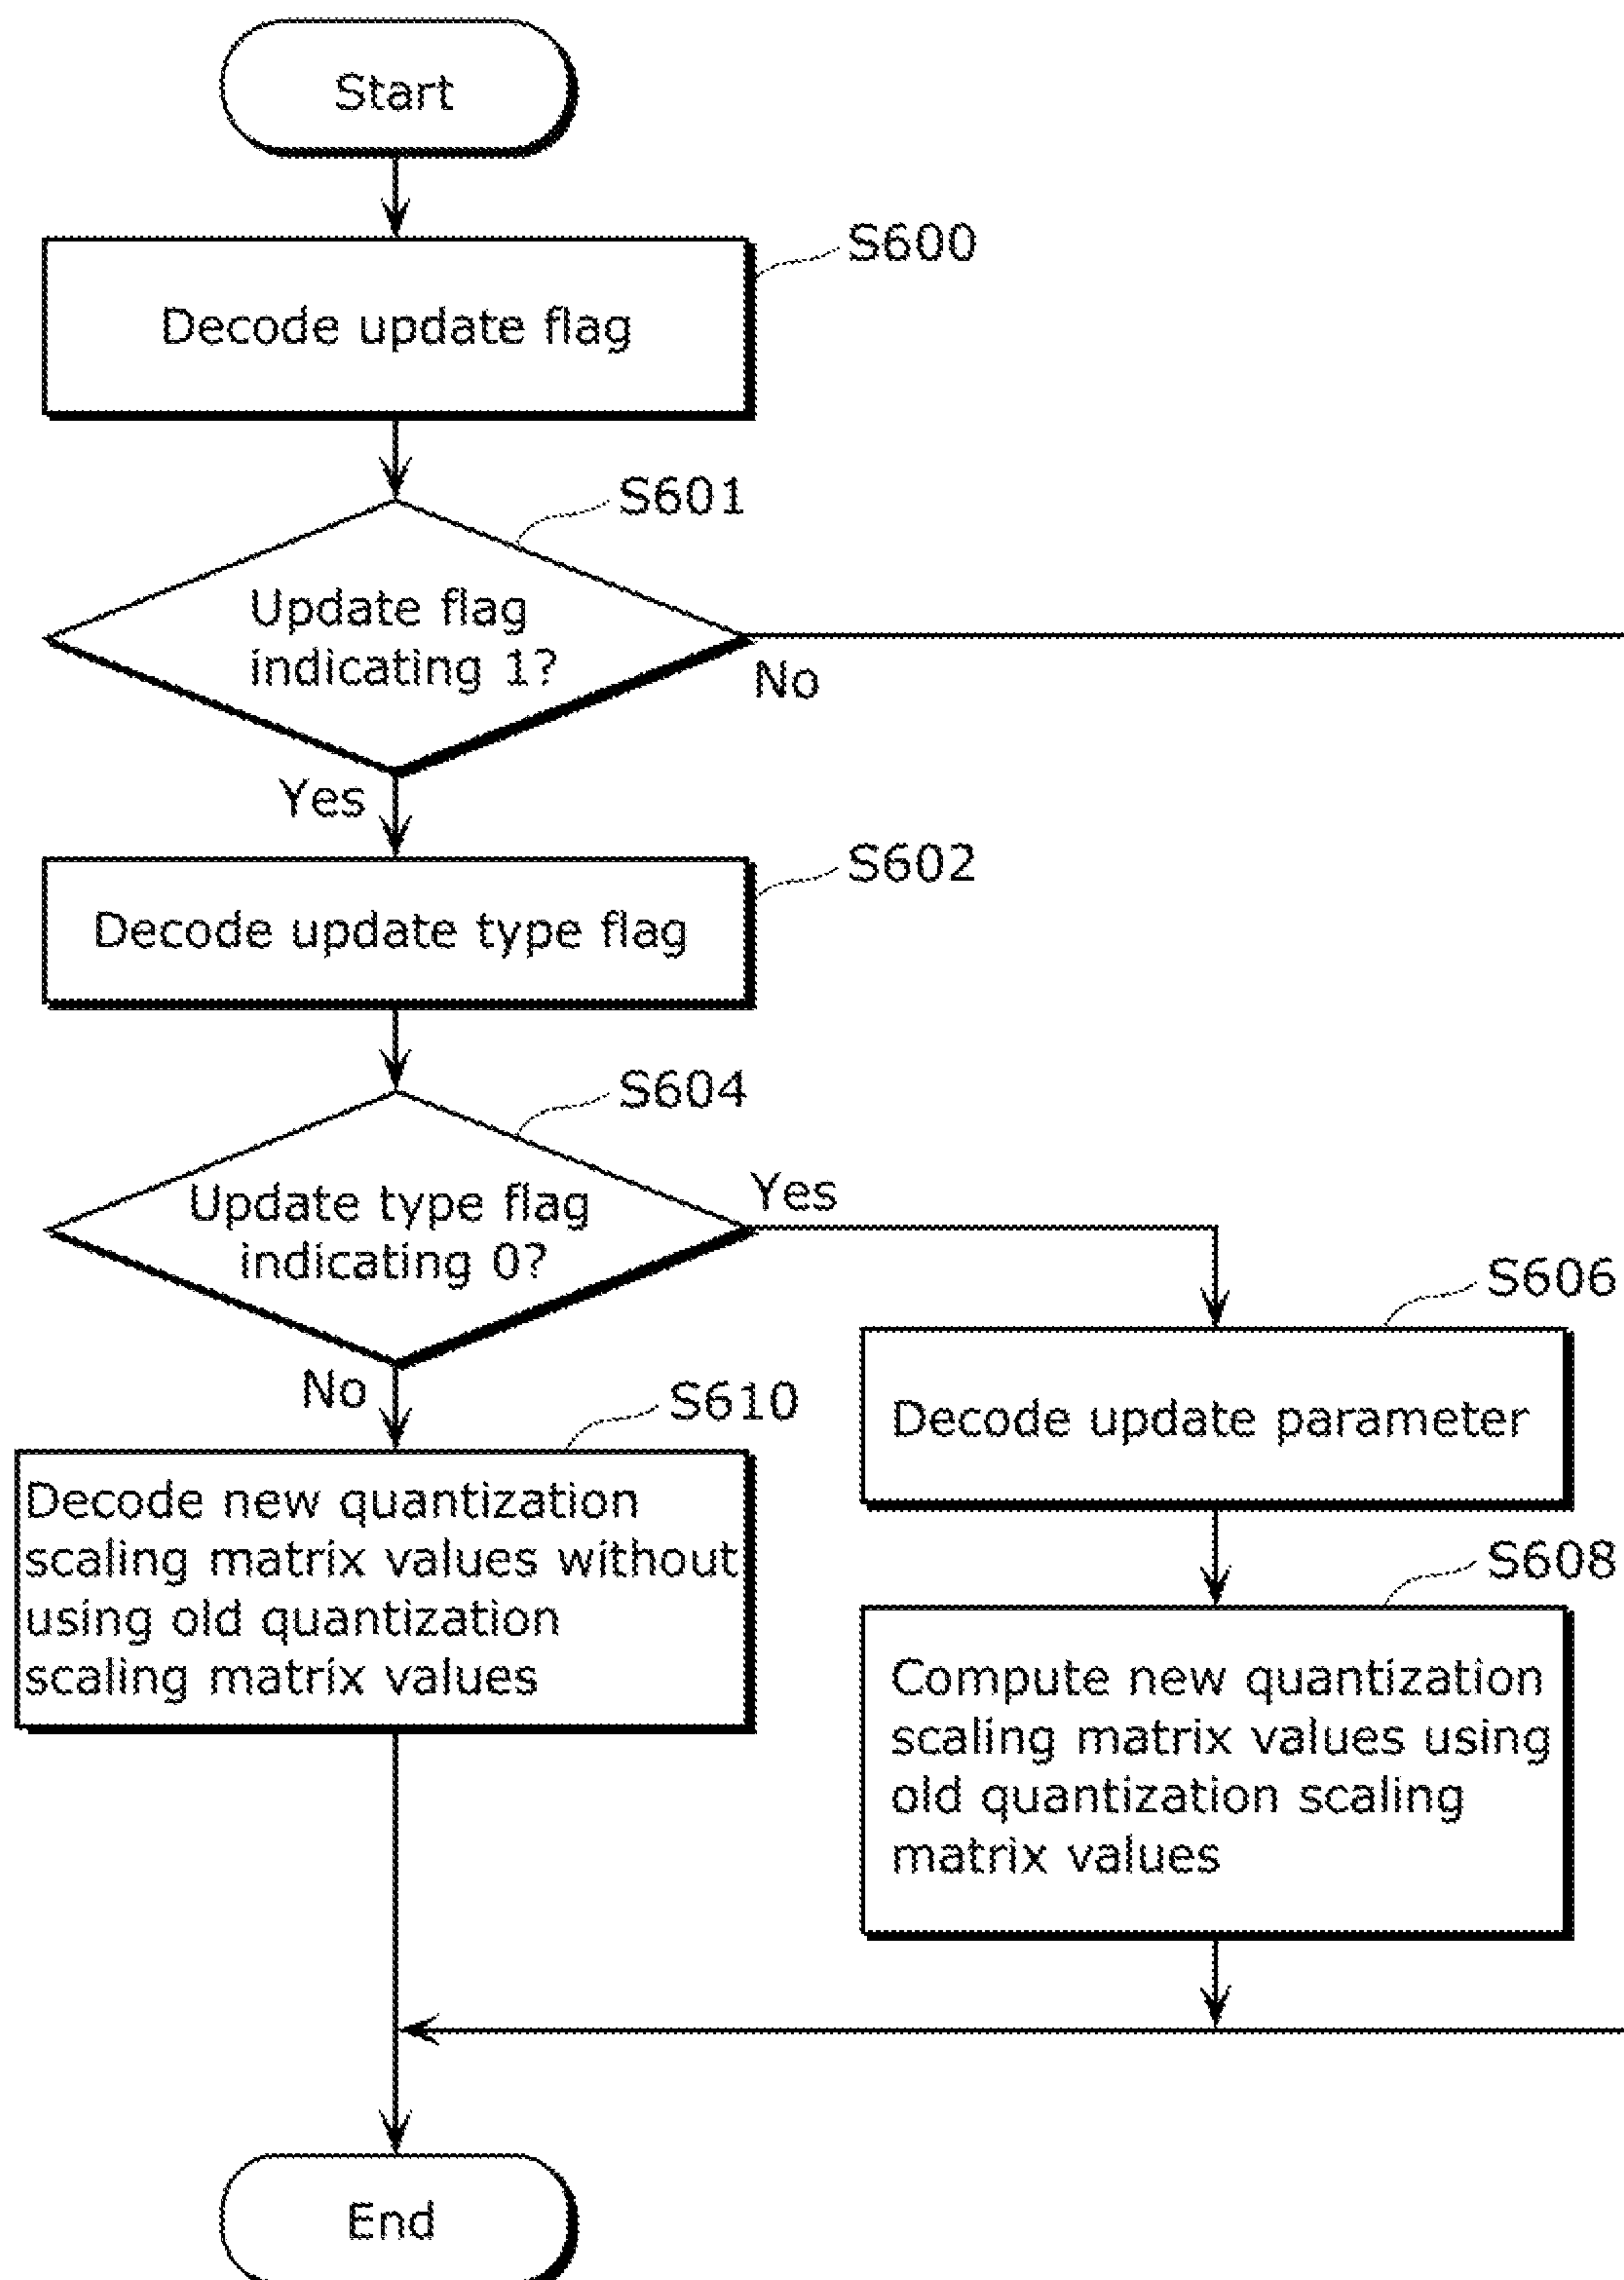 Start
S600
Decode update flag
S601
Update flag
indicating 1?
No
Yes
S602
Decode update type flag
S604
Update type flag
indicating 0?
Yes
No
S606
Decode update parameter
S610
Decode new quantization
scaling matrix values without
using old quantization
scaling matrix values
S608
Compute new quantization
scaling matrix values using
old quantization scaling
matrix values
End